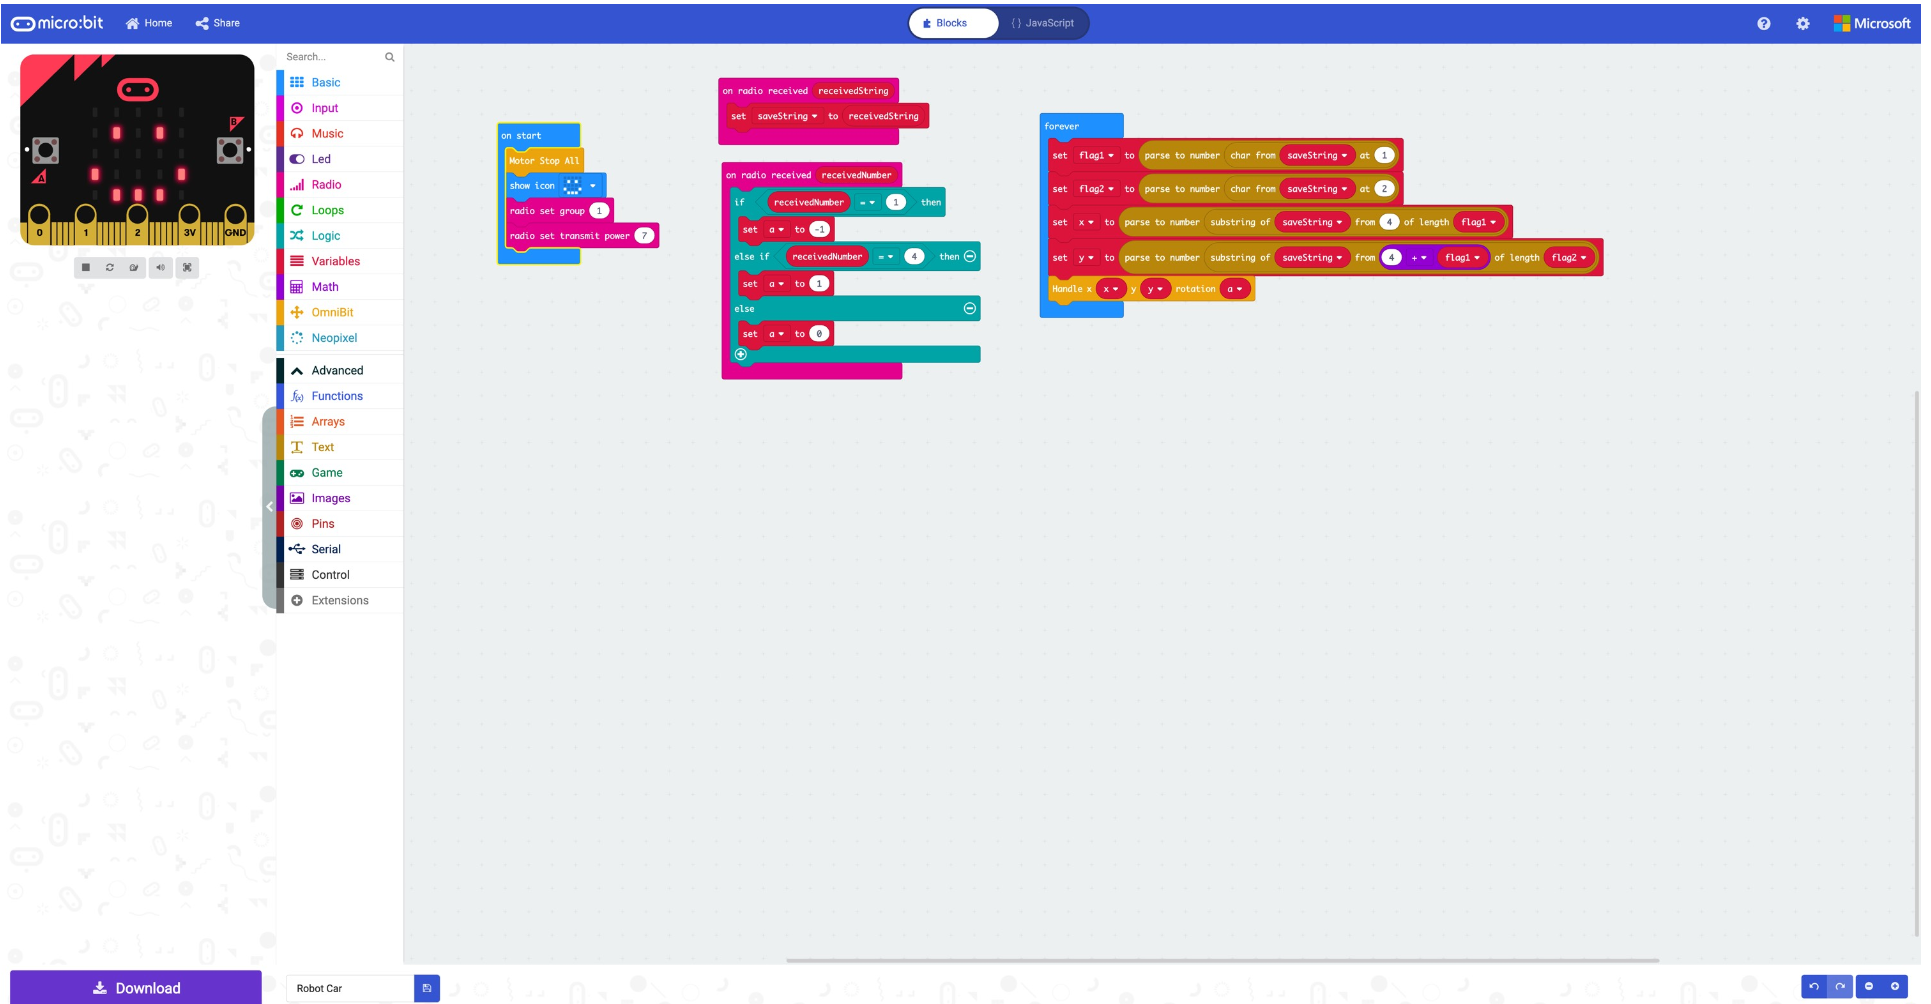 micro:bit Home Share Blocks {} JavaScript ? Microsoft
A
B
0 1 2 3V GND
Search...
Basic
Input
Music
Led
Radio
Loops
Logic
Variables
Math
OmniBit
Neopixel
Advanced
Functions
Arrays
Text
Game
Images
Pins
Serial
Control
Extensions
on start
Motor Stop All
show icon
radio set group 1
radio set transmit power 7
on radio received receivedString
set saveString to receivedString
on radio received receivedNumber
if receivedNumber = 1 then
set a to -1
else if receivedNumber = 4 then
set a to 1
else
set a to 0
forever
set flag1 to parse to number char from saveString at 1
set flag2 to parse to number char from saveString at 2
set x to parse to number substring of saveString from 4 of length flag1
set y to parse to number substring of saveString from 4 + flag1 of length flag2
Handle x x y y rotation a
Download
Robot Car